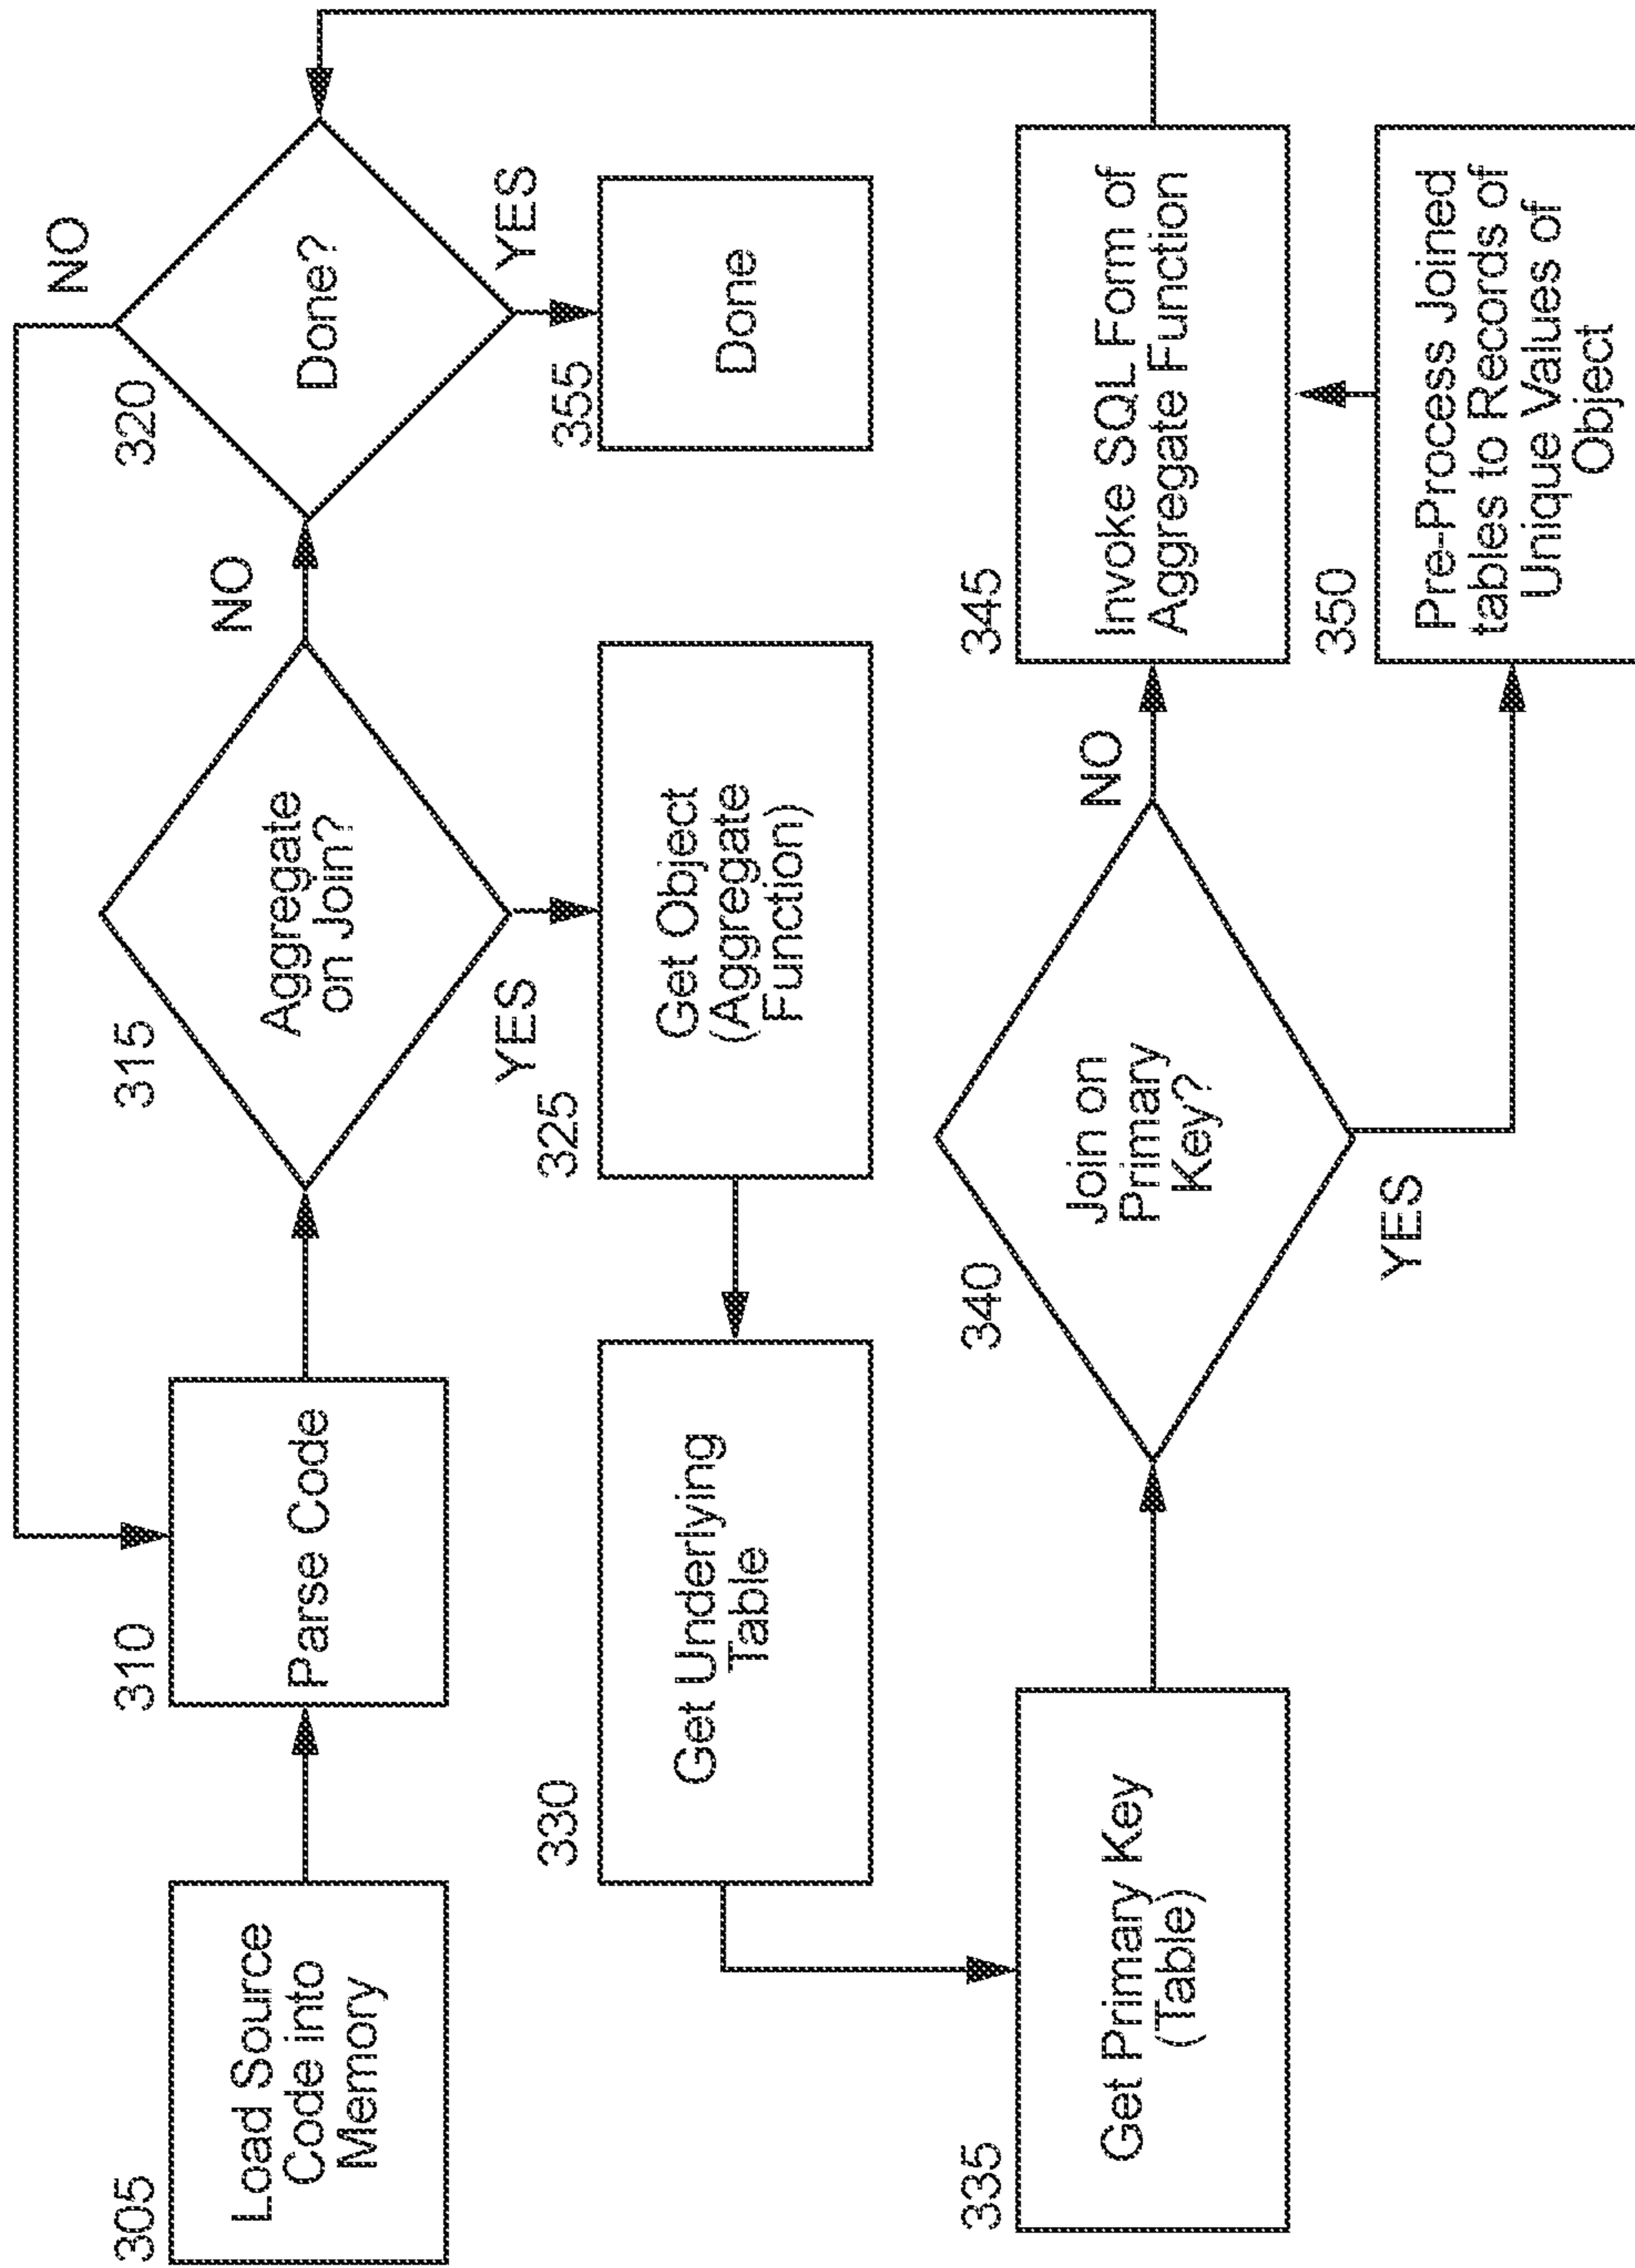 305
Load Source
Code into
Memory
310
Parse Code
315
Aggregate
on Join?
NO
YES
320
Done?
NO
YES
325
Get Object
(Aggregate
Function)
355
Done
330
Get Underlying
Table
335
Get Primary Key
(Table)
340
Join on
Primary
Key?
NO
YES
345
Invoke SQL Form of
Aggregate Function
350
Pre-Process Joined
tables to Records of
Unique Values of
Object